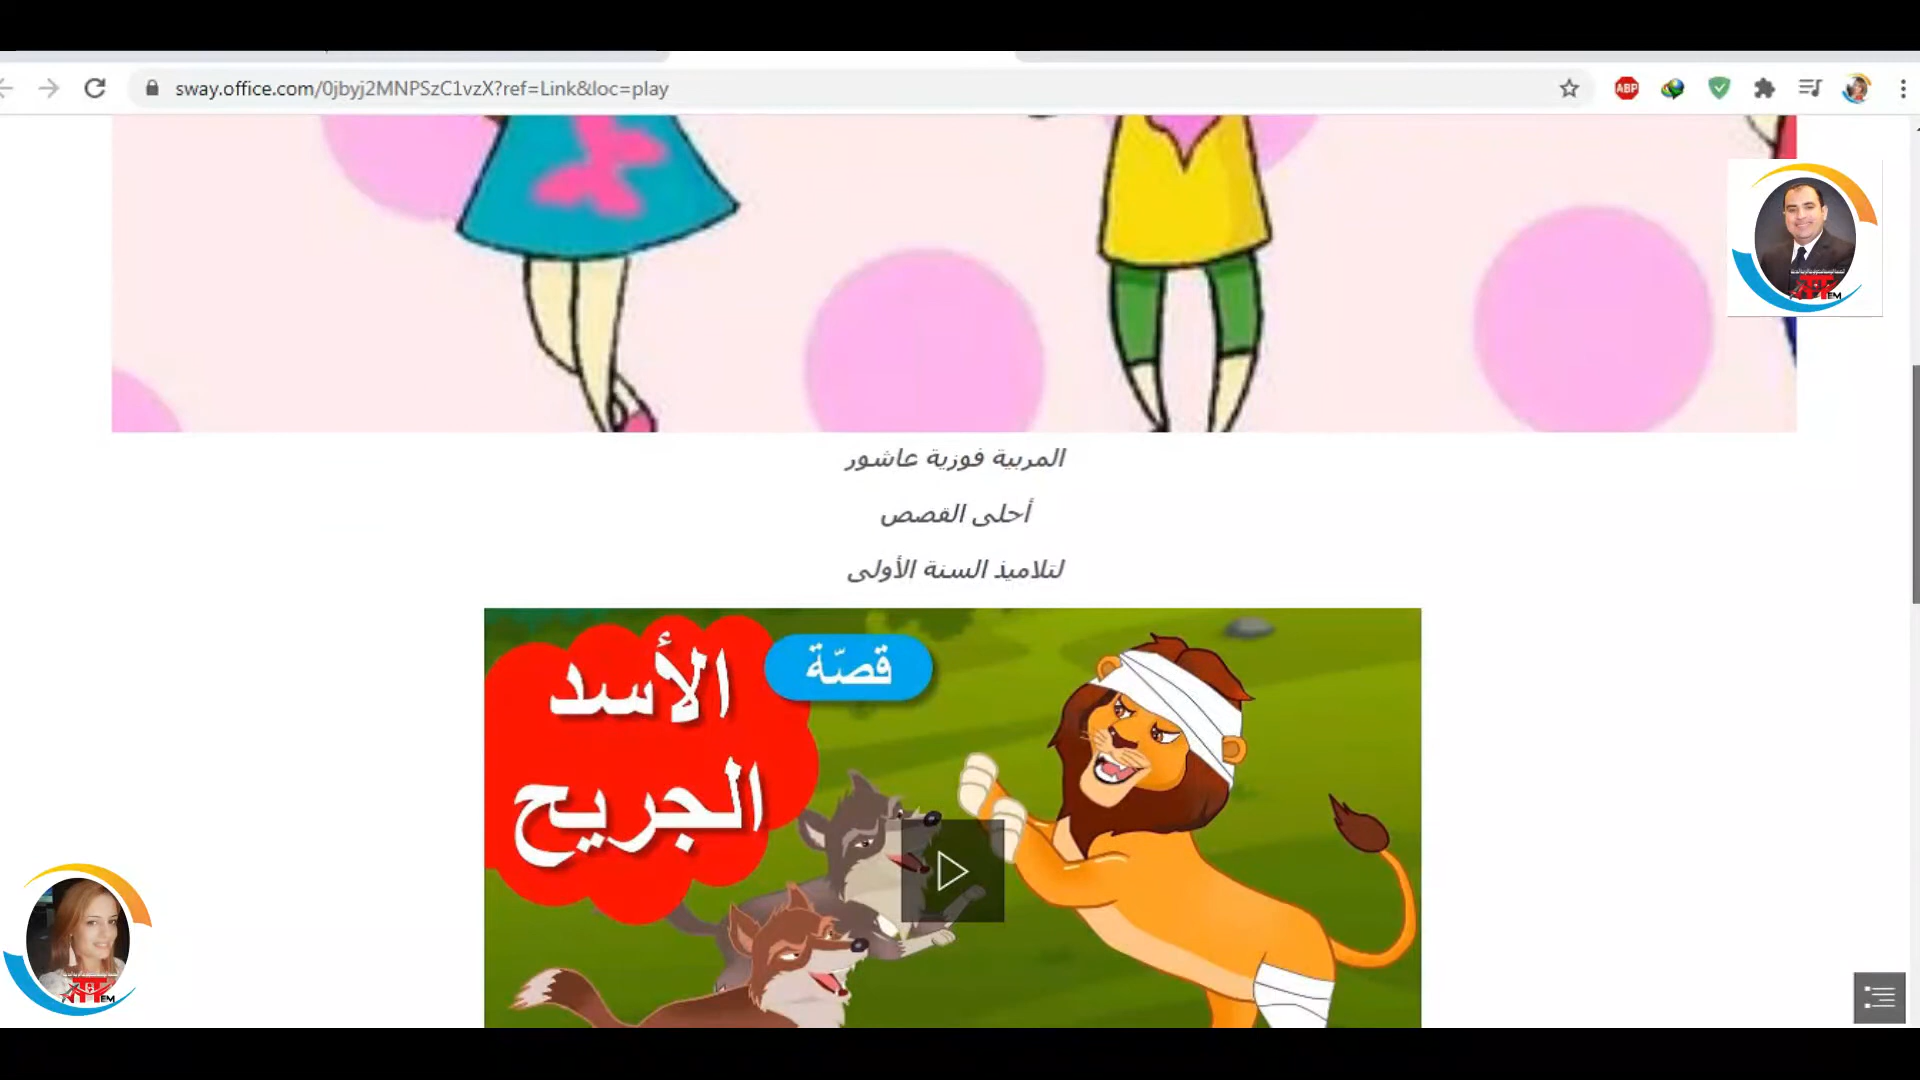 sway.office.com/0jbyj2MNPSzC1vzX?ref=Link&loc=play
ABP
المربية فوزية عاشور
أحلى القصص
لتلاميذ السنة الأولى
قصّة
الأسد
الجريح